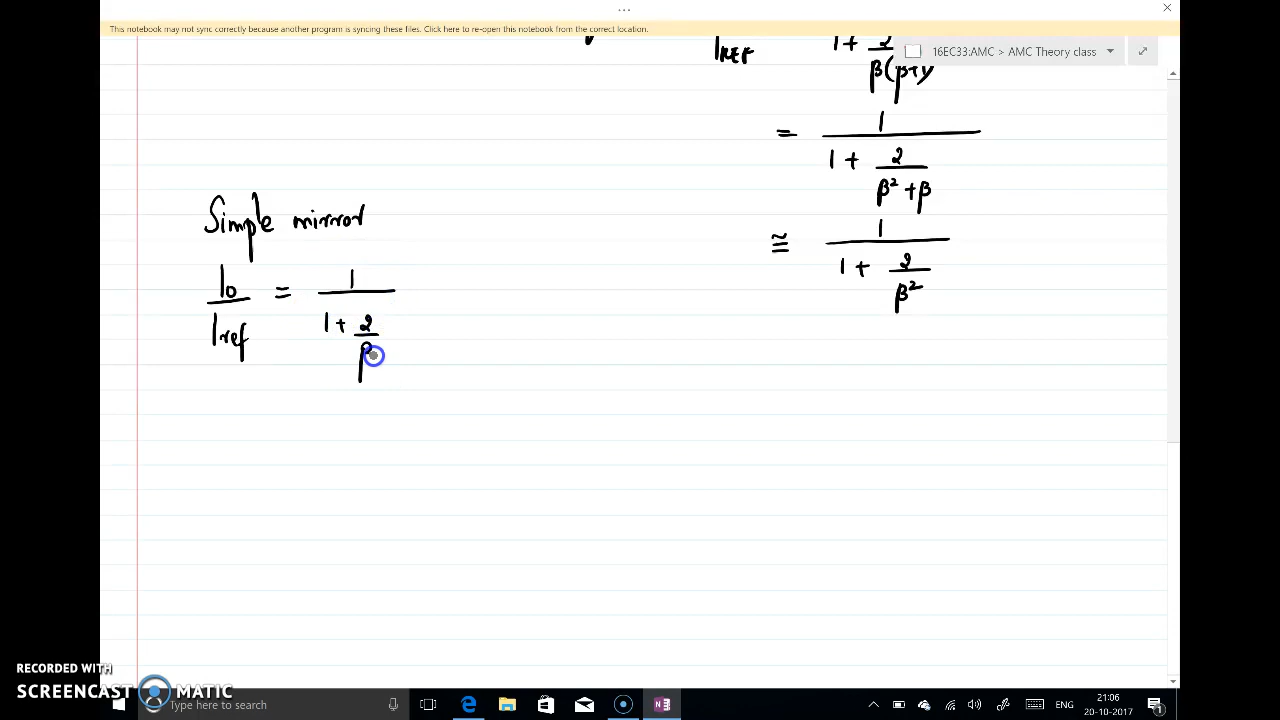 This notebook may not sync correctly because another program is syncing these files. Click here to re-open this notebook from the correct location.
16EC33:AMC > AMC Theory class
IREF
1 + 2
β(β+1)
= 1
1 + 2
β² + β
≅ 1
1 + 2
β²
Simple mirror
Io = 1
Iref 1 + 2
β
RECORDED WITH
SCREENCAST MATIC
Type here to search
ENG
21:06
20-10-2017
1